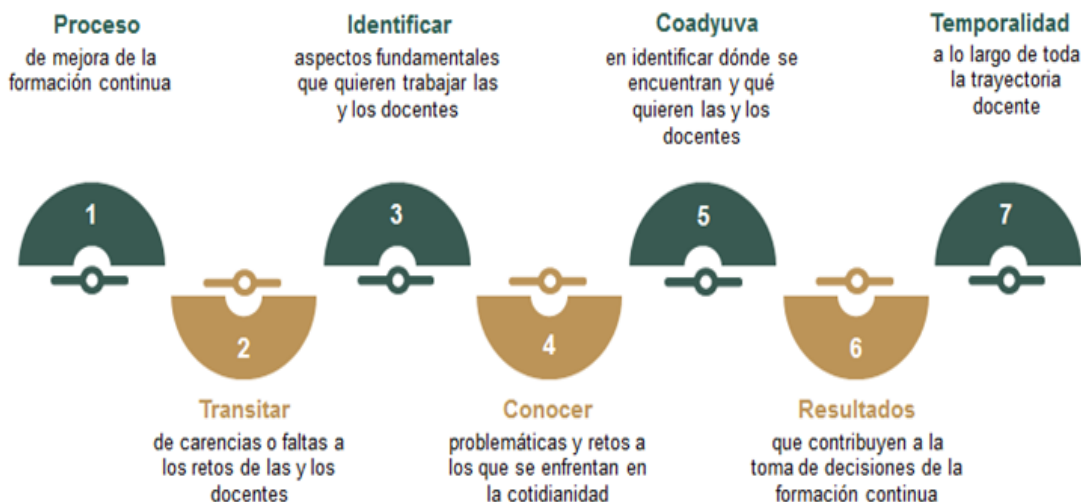 Proceso
de mejora de la
formación continua
Identificar
aspectos fundamentales
que quieren trabajar las
y los docentes
Coadyuva
en identificar dónde se
encuentran y qué
quieren las y los
docentes
Temporalidad
a lo largo de toda
la trayectoria
docente
1
3
5
7
2
4
6
Transitar
de carencias o faltas a
los retos de las y los
docentes
Conocer
problemáticas y retos a
los que se enfrentan en
la cotidianidad
Resultados
que contribuyen a la
toma de decisiones de la
formación continua